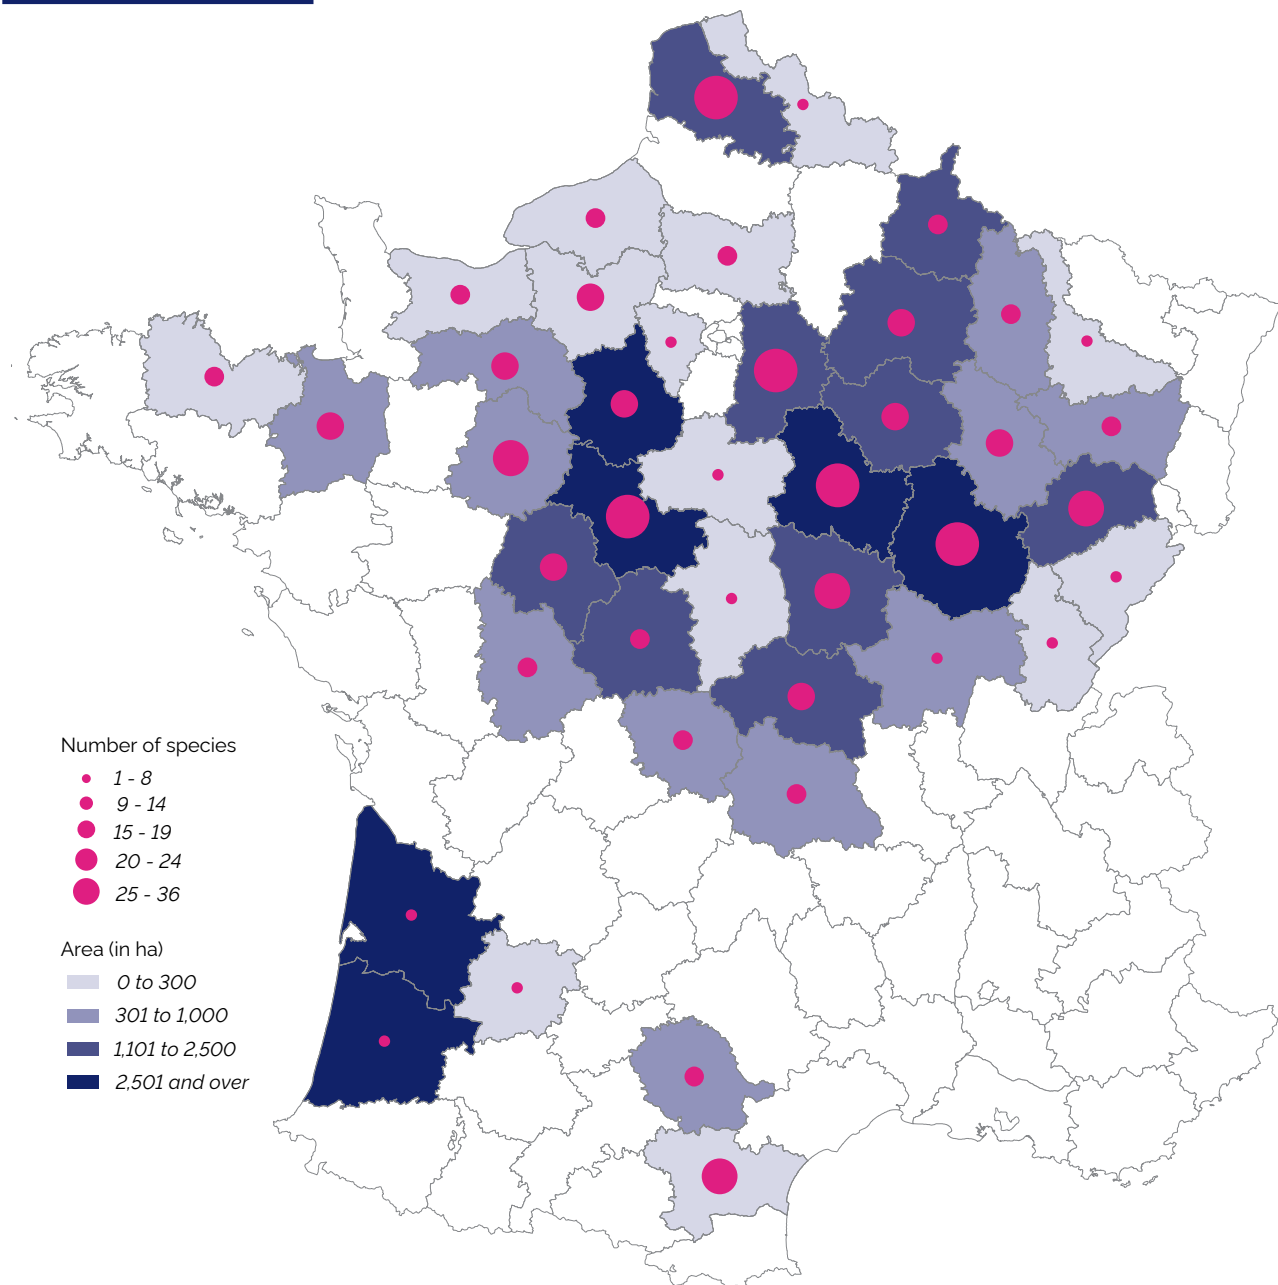 Number of species
1 - 8
9 - 14
15 - 19
20 - 24
25 - 36
Area (in ha)
0 to 300
301 to 1,000
1,101 to 2,500
2,501 and over